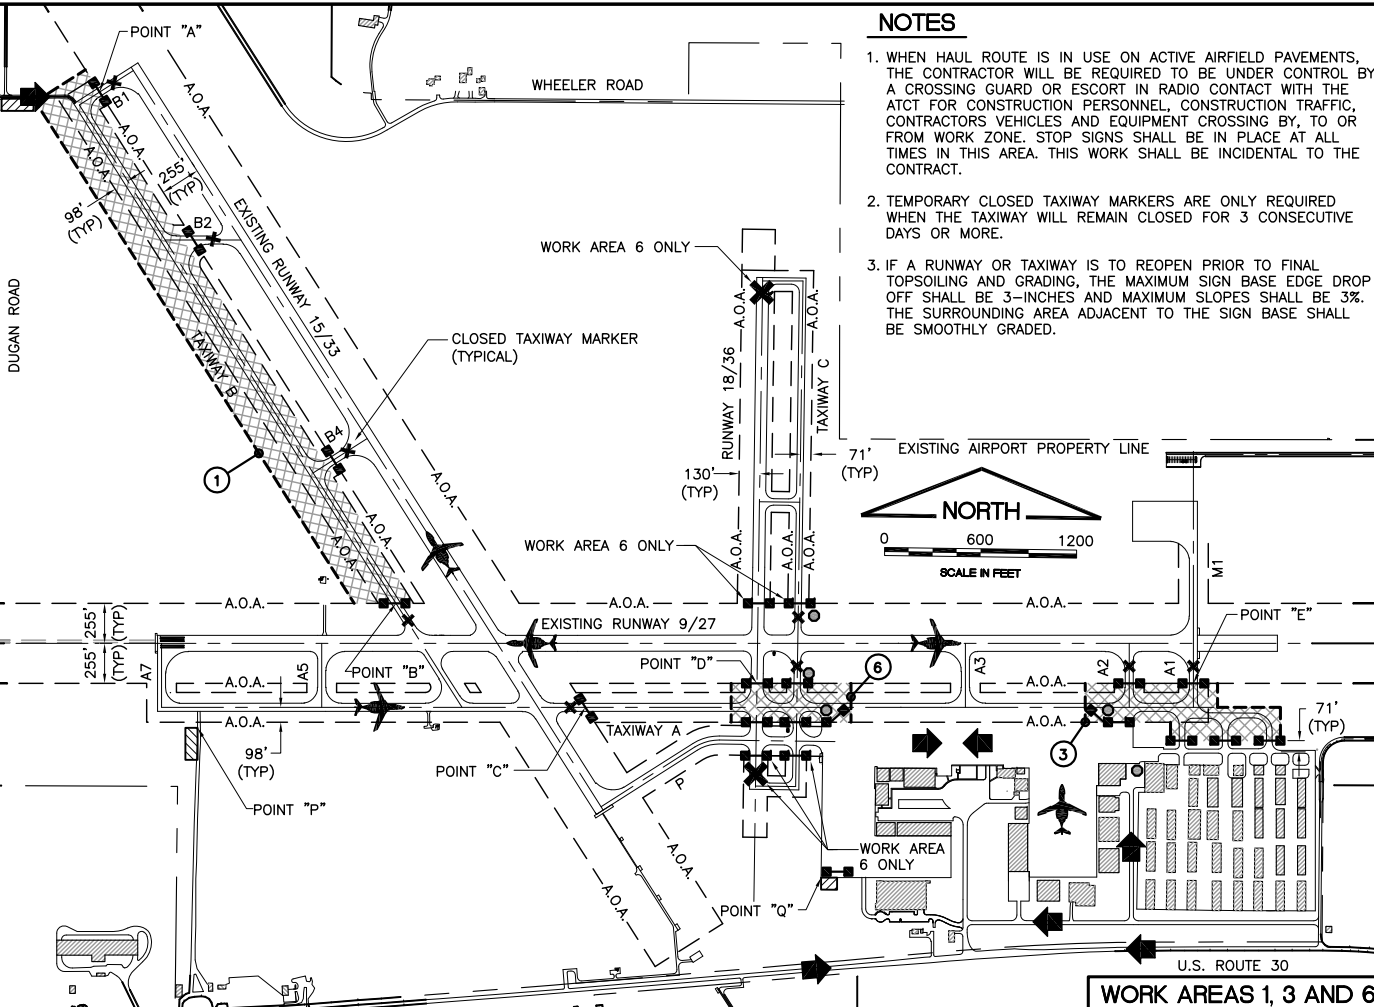 NOTES
1. WHEN HAUL ROUTE IS IN USE ON ACTIVE AIRFIELD PAVEMENTS,
THE CONTRACTOR WILL BE REQUIRED TO BE UNDER CONTROL BY
A CROSSING GUARD OR ESCORT IN RADIO CONTACT WITH THE
ATCT FOR CONSTRUCTION PERSONNEL, CONSTRUCTION TRAFFIC,
CONTRACTORS VEHICLES AND EQUIPMENT CROSSING BY, TO OR
FROM WORK ZONE. STOP SIGNS SHALL BE IN PLACE AT ALL
TIMES IN THIS AREA. THIS WORK SHALL BE INCIDENTAL TO THE
CONTRACT.
2. TEMPORARY CLOSED TAXIWAY MARKERS ARE ONLY REQUIRED
WHEN THE TAXIWAY WILL REMAIN CLOSED FOR 3 CONSECUTIVE
DAYS OR MORE.
3. IF A RUNWAY OR TAXIWAY IS TO REOPEN PRIOR TO FINAL
TOPSOILING AND GRADING, THE MAXIMUM SIGN BASE EDGE DROP
OFF SHALL BE 3-INCHES AND MAXIMUM SLOPES SHALL BE 3%.
THE SURROUNDING AREA ADJACENT TO THE SIGN BASE SHALL
BE SMOOTHLY GRADED.
POINT "A"
WHEELER ROAD
B1
A.O.A.
A.O.A.
A.O.A.
255'
(TYP)
98'
(TYP)
B2
EXISTING RUNWAY 15/33
DUGAN ROAD
TAXIWAY B
CLOSED TAXIWAY MARKER
(TYPICAL)
B4
1
A.O.A.
A.O.A.
A.O.A.
WORK AREA 6 ONLY
A.O.A.
A.O.A.
RUNWAY 18/36
TAXIWAY C
130'
(TYP)
71'
(TYP)
EXISTING AIRPORT PROPERTY LINE
NORTH
0 600 1200
SCALE IN FEET
WORK AREA 6 ONLY
A.O.A.
A.O.A.
A.O.A.
M1
A.O.A.
A.O.A.
A.O.A.
255'
(TYP)
255'
(TYP)
EXISTING RUNWAY 9/27
POINT "E"
A7
A5
POINT "B"
POINT "D"
6
A3
A2
A1
A.O.A.
A.O.A.
A.O.A.
A.O.A.
TAXIWAY A
71'
(TYP)
98'
(TYP)
POINT "C"
3
POINT "P"
P
A.O.A.
A.O.A.
WORK AREA
6 ONLY
POINT "Q"
U.S. ROUTE 30
WORK AREAS 1, 3 AND 6